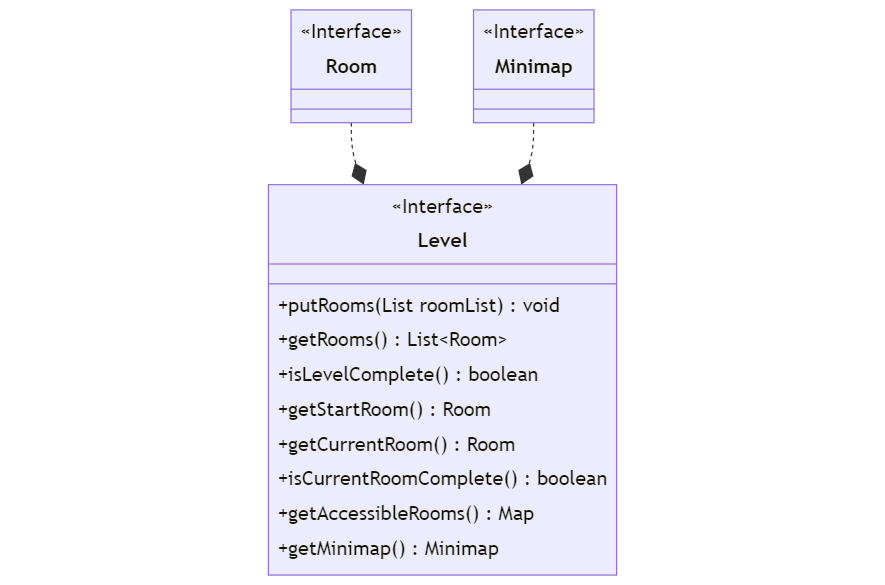 «Interface»
Room
«Interface»
Minimap
«Interface»
Level
+putRooms(List roomList) : void
+getRooms() : List<Room>
+isLevelComplete() : boolean
+getStartRoom() : Room
+getCurrentRoom() : Room
+isCurrentRoomComplete() : boolean
+getAccessibleRooms() : Map
+getMinimap() : Minimap